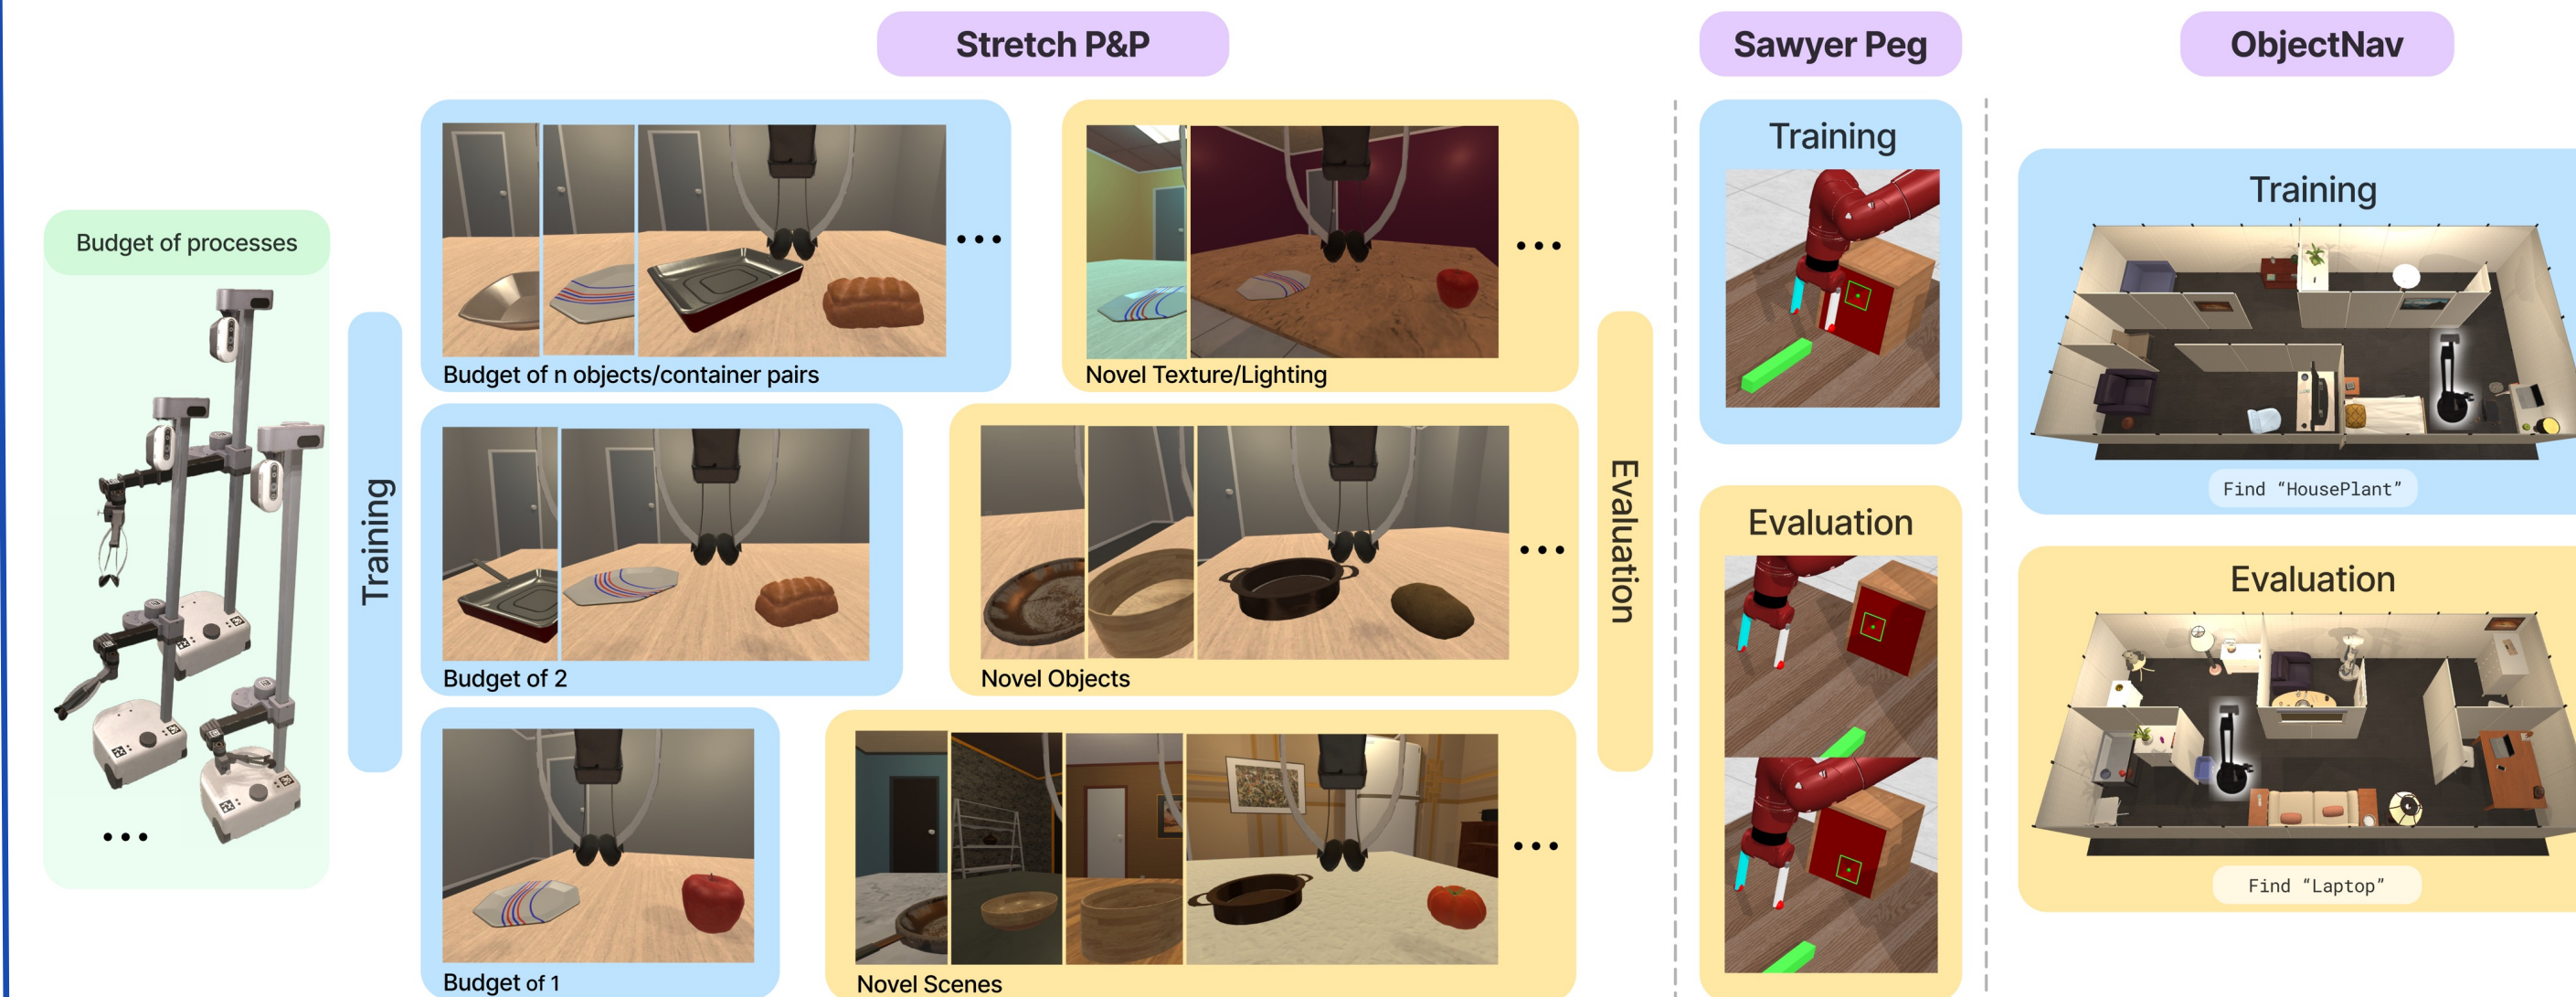 Stretch P&P
Sawyer Peg
ObjectNav
Budget of processes
Training
Budget of n objects/container pairs
Budget of 2
Budget of 1
Novel Texture/Lighting
Novel Objects
Novel Scenes
Evaluation
Training
Evaluation
Training
Find “HousePlant”
Evaluation
Find “Laptop”